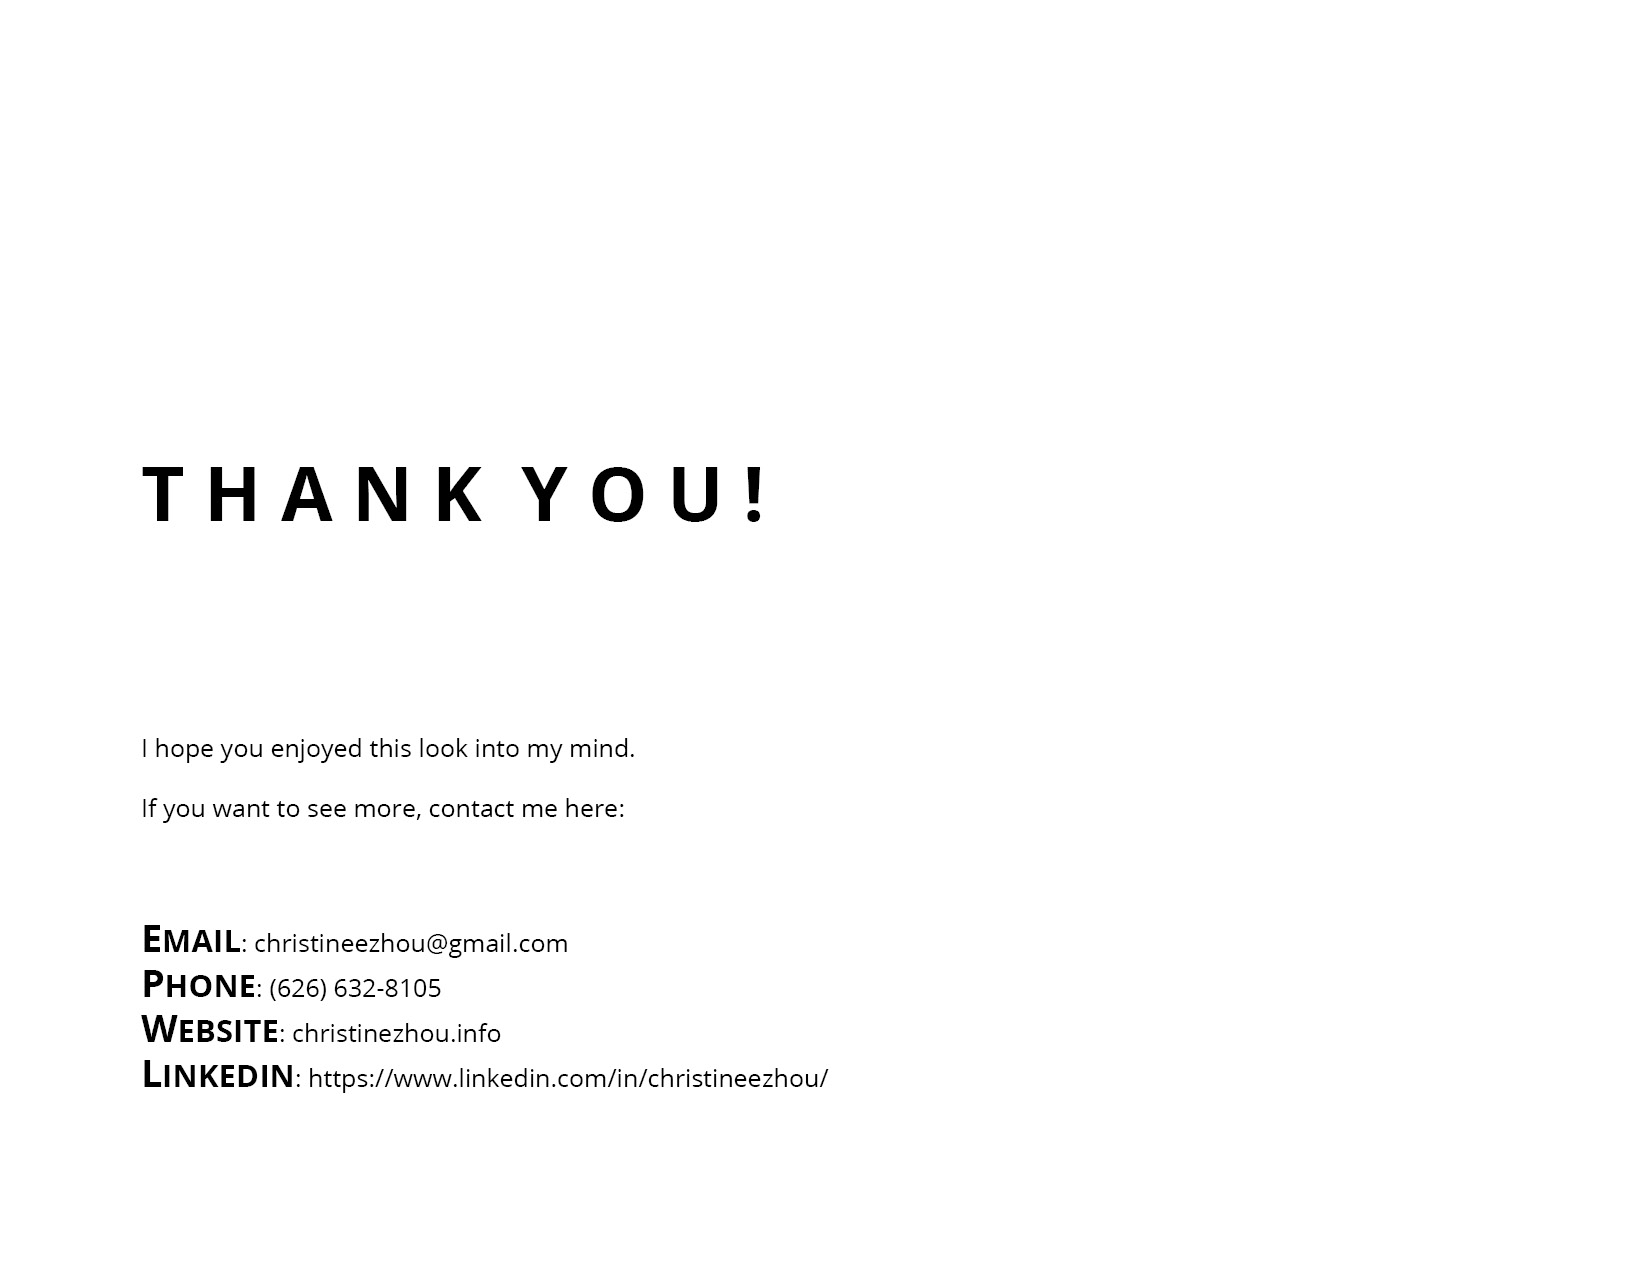 THANK YOU!
I hope you enjoyed this look into my mind.
If you want to see more, contact me here:
EMAIL: christineezhou@gmail.com
PHONE: (626) 632-8105
WEBSITE: christinezhou.info
LINKEDIN: https://www.linkedin.com/in/christineezhou/